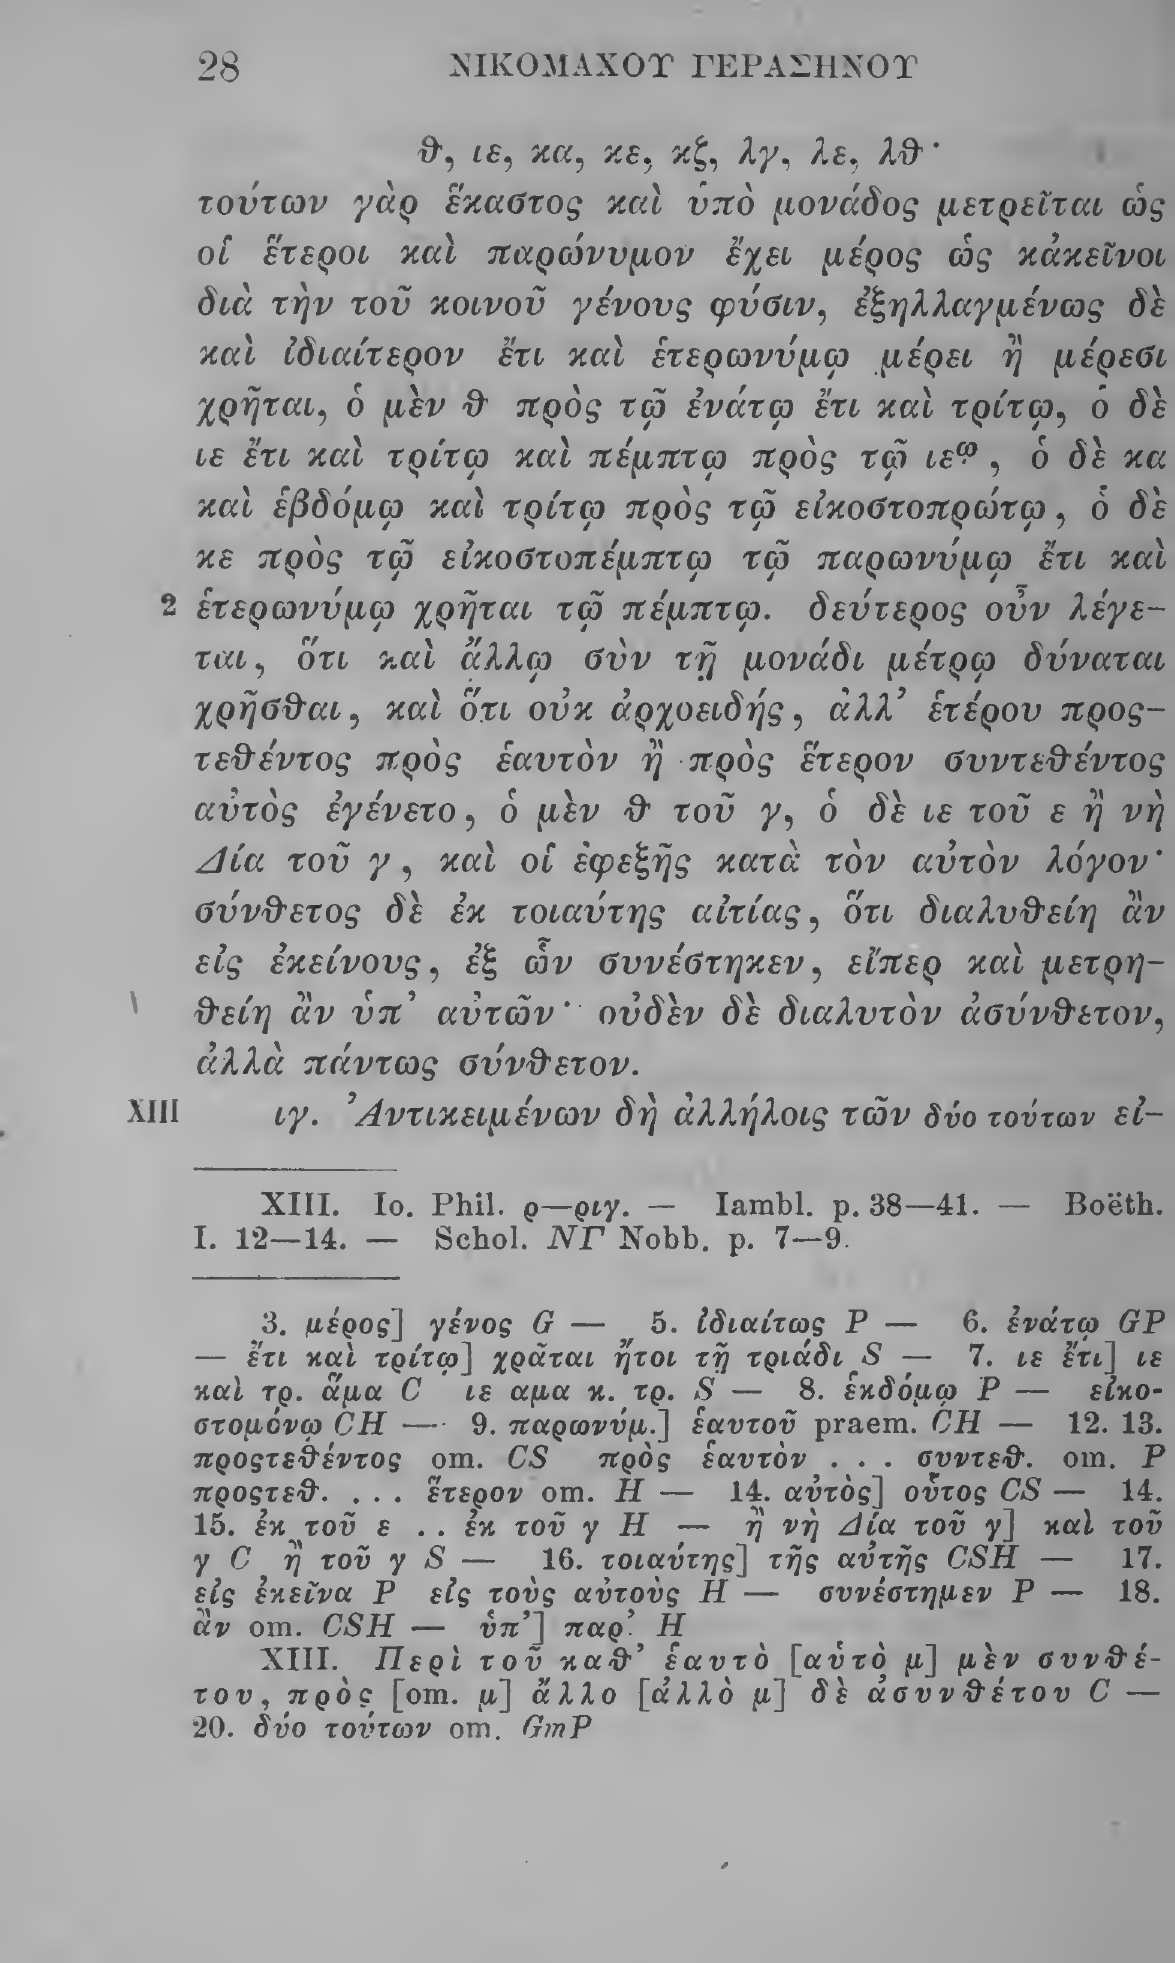 28 ΝΙΚΟΜΑΧΟΥ ΓΕΡΑΣΗΝΟΥ
ϑ, ιε, κα, κε, κζ, λγ, λε, λϑ·
τούτων γὰρ ἕκαστος καὶ ὑπὸ μονάδος μετρεῖται ὡς
οἱ ἕτεροι καὶ παρώνυμον ἔχει μέρος ὡς κἀκεῖνοι
διὰ τὴν τοῦ κοινοῦ γένους φύσιν, ἐξηλλαγμένως δὲ
καὶ ἰδιαίτερον ἔτι καὶ ἑτερωνύμῳ μέρει ἢ μέρεσι
χρῆται, ὁ μὲν ϑ πρὸς τῷ ἐνάτῳ ἔτι καὶ τρίτῳ, ὁ δὲ
ιε ἔτι καὶ τρίτῳ καὶ πέμπτῳ πρὸς τῷ ιεῳ, ὁ δὲ κα
καὶ ἑβδόμῳ καὶ τρίτῳ πρὸς τῷ εἰκοστοπρώτῳ, ὁ δὲ
κε πρὸς τῷ εἰκοστοπέμπτῳ τῷ παρωνύμῳ ἔτι καὶ
2 ἑτερωνύμῳ χρῆται τῷ πέμπτῳ. δεύτερος οὖν λέγε-
ται, ὅτι καὶ ἄλλῳ σὺν τῇ μονάδι μέτρῳ δύναται
χρῆσϑαι, καὶ ὅτι οὐκ ἀρχοειδής, ἀλλ’ ἑτέρου προς-
τεϑέντος πρὸς ἑαυτὸν ἢ πρὸς ἕτερον συντεϑέντος
αὐτὸς ἐγένετο, ὁ μὲν ϑ τοῦ γ, ὁ δὲ ιε τοῦ ε ἢ νὴ
Δία τοῦ γ, καὶ οἱ ἐφεξῆς κατὰ τὸν αὐτὸν λόγον·
σύνϑετος δὲ ἐκ τοιαύτης αἰτίας, ὅτι διαλυϑείη ἂν
εἰς ἐκείνους, ἐξ ὧν συνέστηκεν, εἴπερ καὶ μετρη-
ϑείη ἂν ὑπ’ αὐτῶν· οὐδὲν δὲ διαλυτὸν ἀσύνϑετον,
ἀλλὰ πάντως σύνϑετον.
XIII ιγ. Ἀντικειμένων δὴ ἀλλήλοις τῶν δύο τούτων εἰ-
XIII. Io. Phil. ρ—ριγ. — Iambl. p. 38—41. — Boëth.
I. 12—14. — Schol. ΝΓ Nobb. p. 7—9.
3. μέρος] γένος G — 5. ἰδιαίτως P — 6. ἐνάτῳ GP
— ἔτι καὶ τρίτῳ] χρᾶται ἤτοι τῇ τριάδι S — 7. ιε ἔτι] ιε
καὶ τρ. ἅμα C ιε αμα κ. τρ. S — 8. ἑκδόμῳ P — εἰκο-
στομόνῳ CH — 9. παρωνύμ.] ἑαυτοῦ praem. CH — 12. 13.
προςτεϑέντος om. CS πρὸς ἑαυτὸν . . . συντεϑ. om. P
προςτεϑ. . . . ἕτερον om. H — 14. αὐτὸς] οὗτος CS — 14.
15. ἐκ τοῦ ε . . ἐκ τοῦ γ H — ἢ νὴ Δία τοῦ γ] καὶ τοῦ
γ C ἢ τοῦ γ S — 16. τοιαύτης] τῆς αὐτῆς CSH — 17.
εἰς ἐκεῖνα P εἰς τοὺς αὐτοὺς H — συνέστημεν P — 18.
ἂν om. CSH — ὑπ’] παρ’ H
XIII. Περὶ τοῦ καϑ’ ἑαυτὸ [αὑτὸ μ] μὲν συνϑέ-
του, πρὸς [om. μ] ἄλλο [ἀλλὸ μ] δὲ ἀσυνϑέτου C —
20. δύο τούτων om. GmP